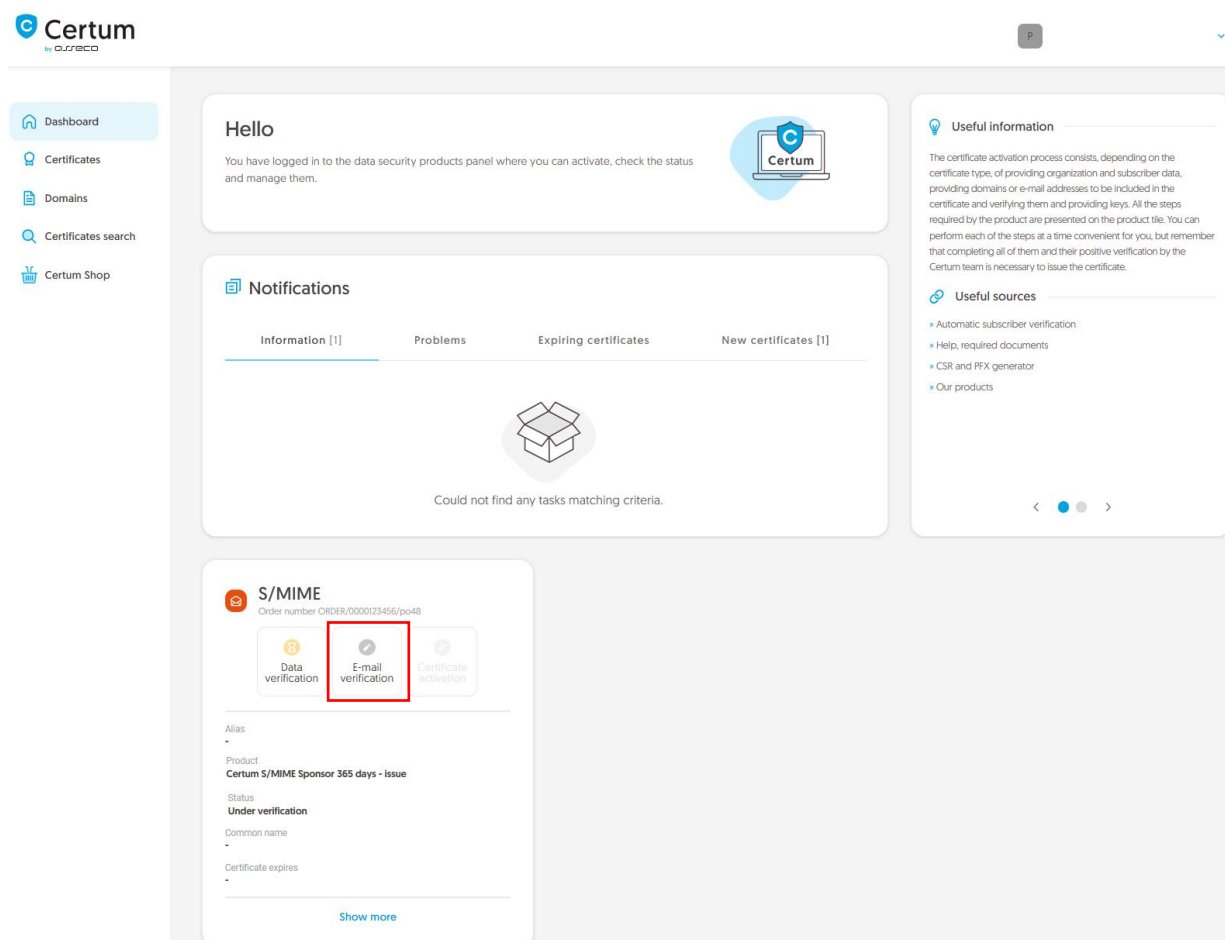 Certum
by asseco
P
Dashboard
Certificates
Domains
Certificates search
Certum Shop
Hello
You have logged in to the data security products panel where you can activate, check the status
and manage them.
Certum
Notifications
Information [1]
Problems
Expiring certificates
New certificates [1]
Could not find any tasks matching criteria.
Useful information
The certificate activation process consists, depending on the
certificate type, of providing organization and subscriber data,
providing domains or e-mail addresses to be included in the
certificate and verifying them and providing keys. All the steps
required by the product are presented on the product tile. You can
perform each of the steps at a time convenient for you, but remember
that completing all of them and their positive verification by the
Certum team is necessary to issue the certificate.
Useful sources
» Automatic subscriber verification
» Help, required documents
» CSR and PFX generator
» Our products
S/MIME
Order number ORDER/0000123456/po48
Data
verification
E-mail
verification
Certificate
activation
Alias
-
Product
Certum S/MIME Sponsor 365 days - issue
Status
Under verification
Common name
-
Certificate expires
-
Show more